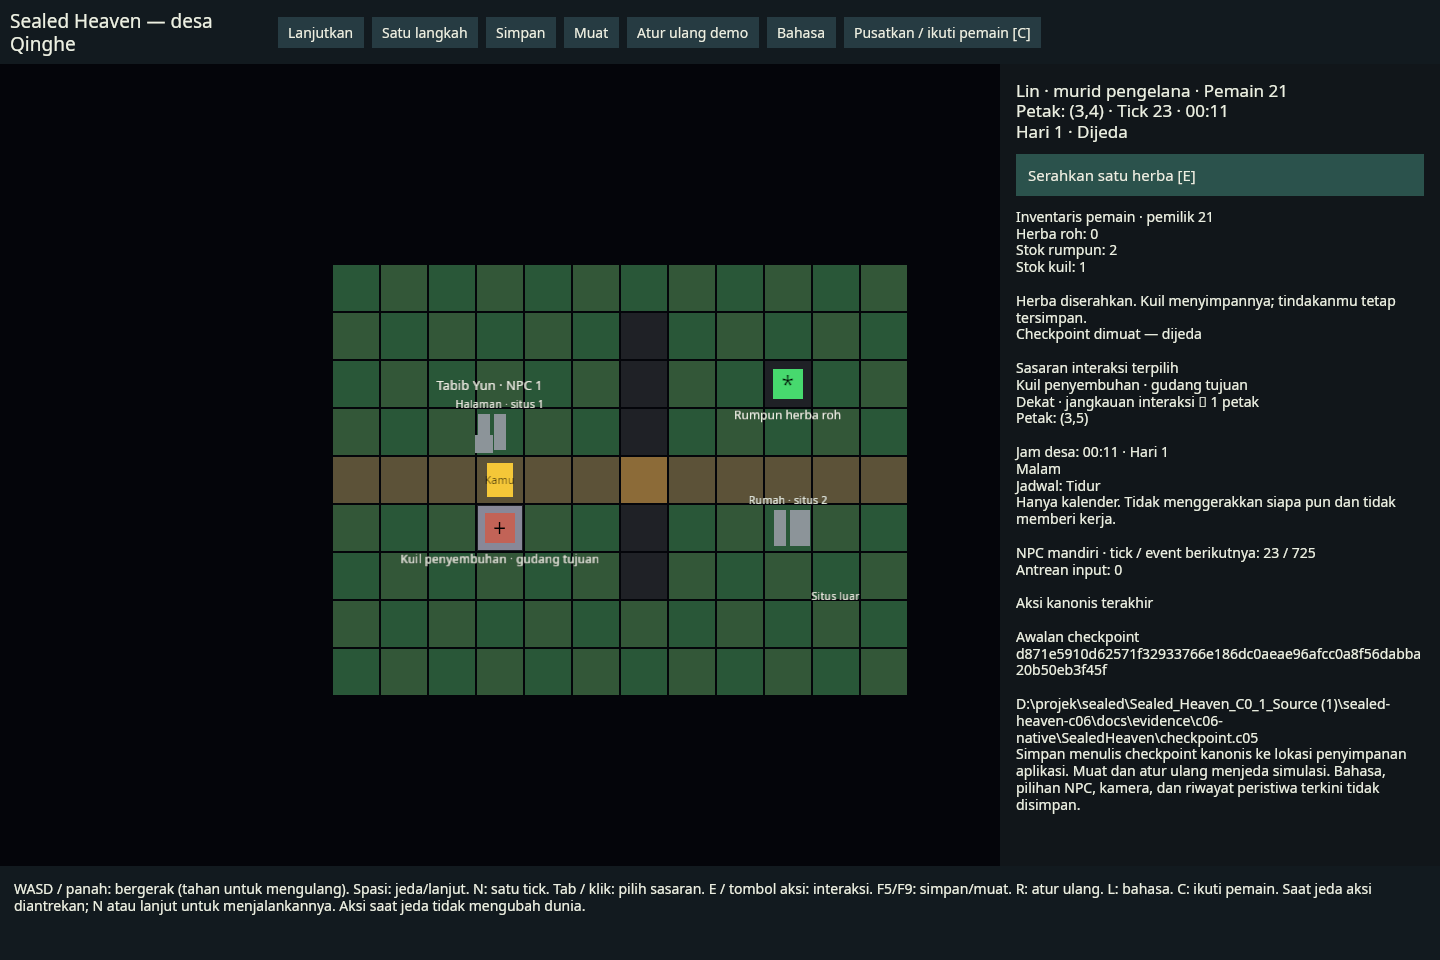 Sealed Heaven — desa
Qinghe
Lanjutkan
Satu langkah
Simpan
Muat
Atur ulang demo
Bahasa
Pusatkan / ikuti pemain [C]
Lin · murid pengelana · Pemain 21
Petak: (3,4) · Tick 23 · 00:11
Hari 1 · Dijeda
Serahkan satu herba [E]
Inventaris pemain · pemilik 21
Herba roh: 0
Stok rumpun: 2
Stok kuil: 1
Herba diserahkan. Kuil menyimpannya; tindakanmu tetap
tersimpan.
Checkpoint dimuat — dijeda
Sasaran interaksi terpilih
Kuil penyembuhan · gudang tujuan
Dekat · jangkauan interaksi 1 petak
Petak: (3,5)
Jam desa: 00:11 · Hari 1
Malam
Jadwal: Tidur
Hanya kalender. Tidak menggerakkan siapa pun dan tidak
memberi kerja.
NPC mandiri · tick / event berikutnya: 23 / 725
Antrean input: 0
Aksi kanonis terakhir
Awalan checkpoint
d871e5910d62571f32933766e186dc0aeae96afcc0a8f56dabba
20b50eb3f45f
D:\projek\sealed\Sealed_Heaven_C0_1_Source (1)\sealed-
heaven-c06\docs\evidence\c06-
native\SealedHeaven\checkpoint.c05
Simpan menulis checkpoint kanonis ke lokasi penyimpanan
aplikasi. Muat dan atur ulang menjeda simulasi. Bahasa,
pilihan NPC, kamera, dan riwayat peristiwa terkini tidak
disimpan.
Tabib Yun · NPC 1
Halaman · situs 1
*
Rumpun herba roh
Kamu
Rumah · situs 2
+
Kuil penyembuhan · gudang tujuan
Situs luar
WASD / panah: bergerak (tahan untuk mengulang). Spasi: jeda/lanjut. N: satu tick. Tab / klik: pilih sasaran. E / tombol aksi: interaksi. F5/F9: simpan/muat. R: atur ulang. L: bahasa. C: ikuti pemain. Saat jeda aksi
diantrekan; N atau lanjut untuk menjalankannya. Aksi saat jeda tidak mengubah dunia.